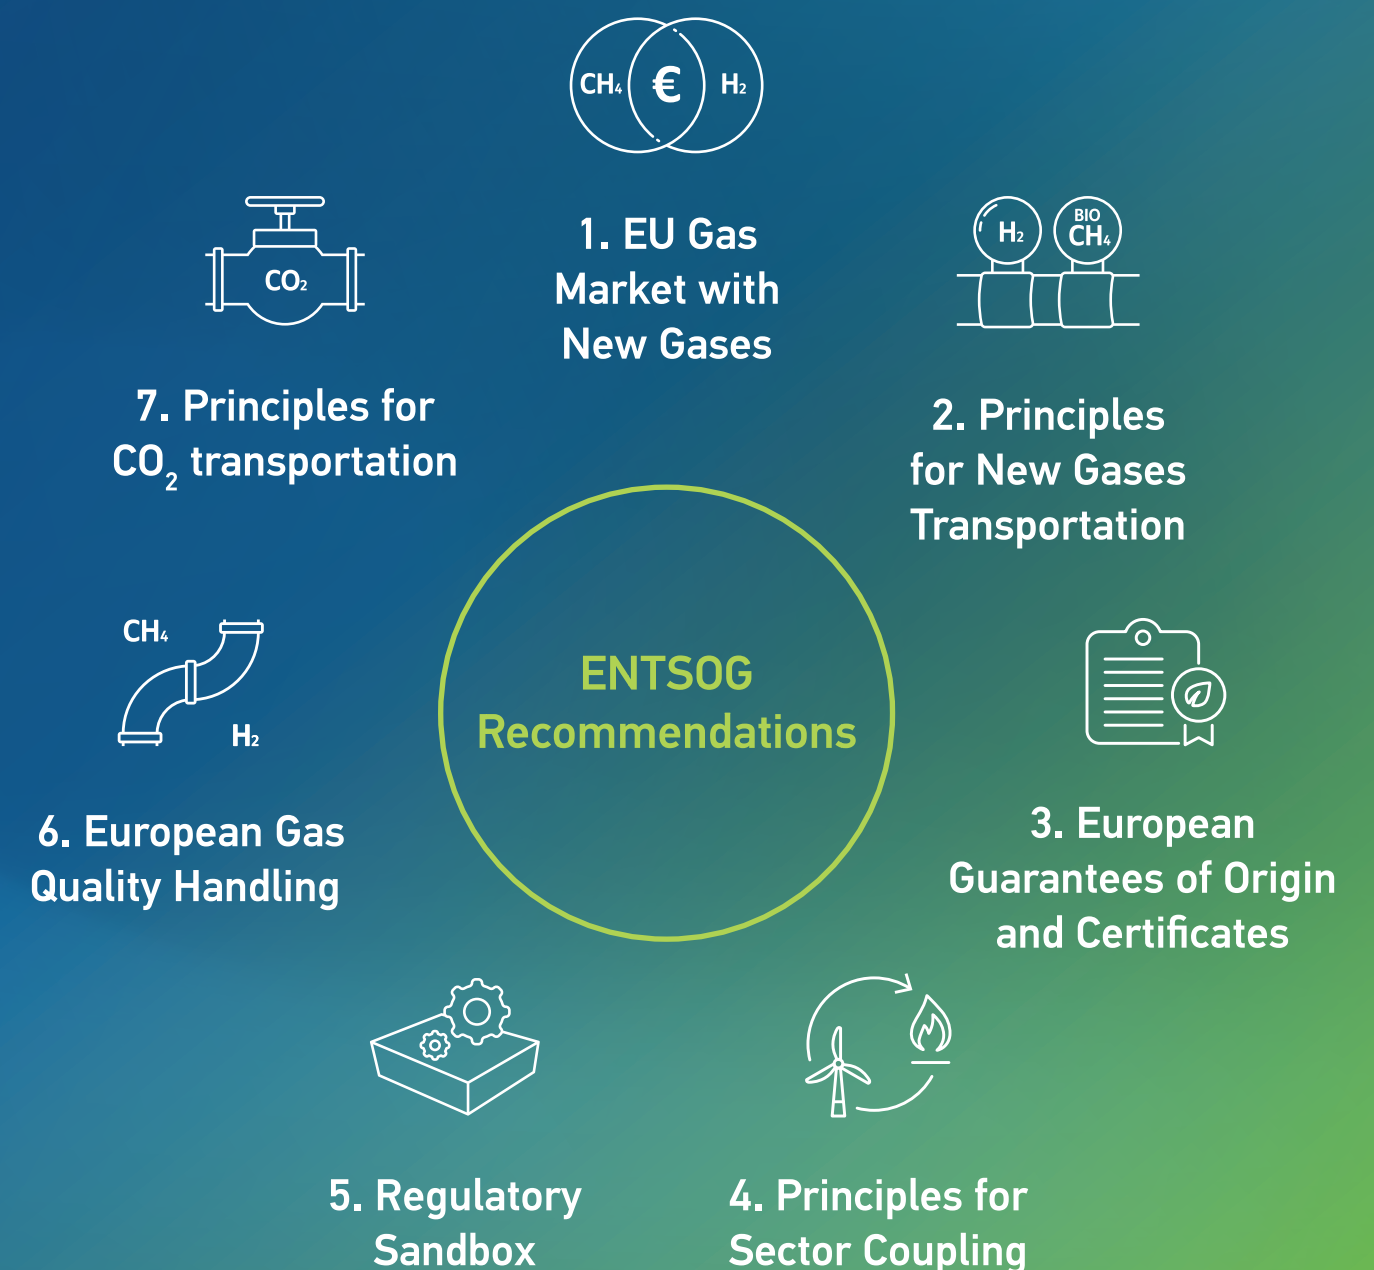 CH₄ € H₂
1. EU Gas
Market with
New Gases
H₂
BIO
CH₄
2. Principles
for New Gases
Transportation
3. European
Guarantees of Origin
and Certificates
4. Principles for
Sector Coupling
5. Regulatory
Sandbox
CH₄
H₂
6. European Gas
Quality Handling
CO₂
7. Principles for
CO₂ transportation
ENTSOG
Recommendations